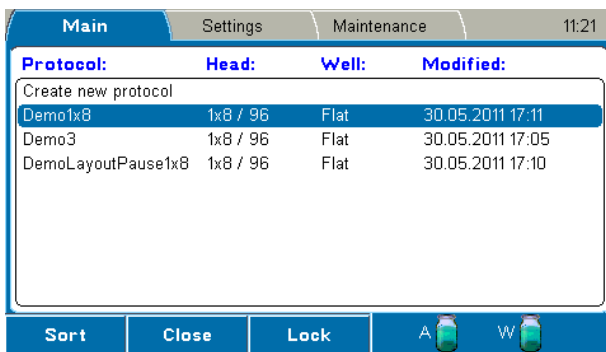 Main Settings Maintenance 11:21
Protocol: Head: Well: Modified:
Create new protocol
Demo1x8 1x8 / 96 Flat 30.05.2011 17:11
Demo3 1x8 / 96 Flat 30.05.2011 17:05
DemoLayoutPause1x8 1x8 / 96 Flat 30.05.2011 17:10
Sort Close Lock A W